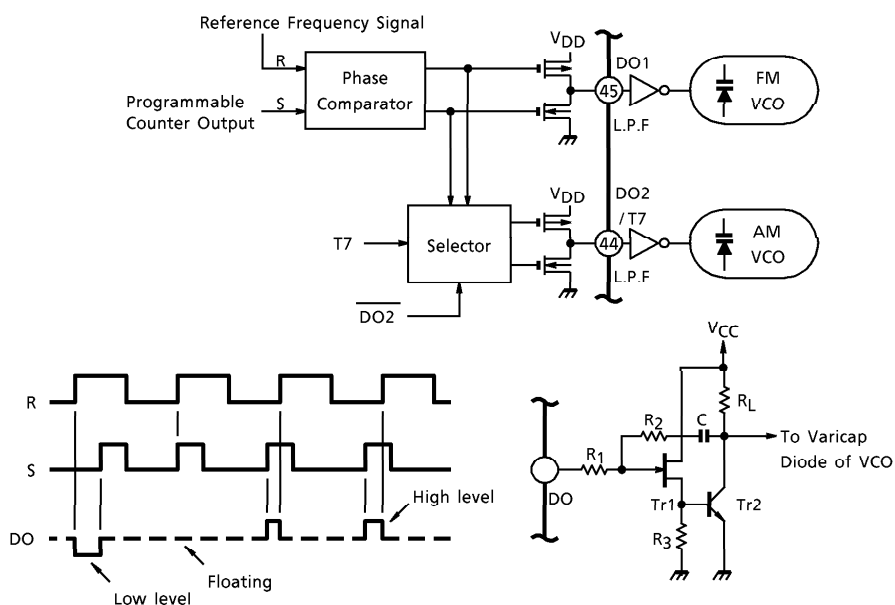 Reference Frequency Signal
R
Phase
Comparator
Programmable
Counter Output
S
VDD
DO1
45
L.P.F
FM
VCO
VDD
DO2
/ T7
44
L.P.F
AM
VCO
T7
Selector
DO2
R
S
DO
High level
Floating
Low level
VCC
RL
R2
C
R1
DO
Tr1
Tr2
R3
To Varicap
Diode of VCO